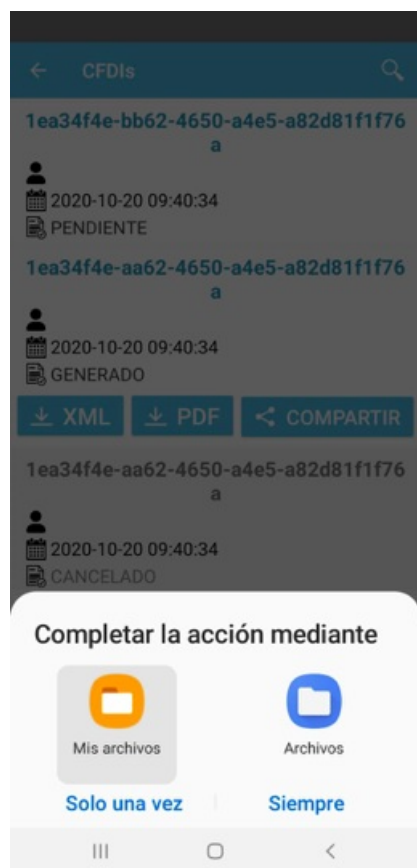 CFDIs
1ea34f4e-bb62-4650-a4e5-a82d81f1f76
a
2020-10-20 09:40:34
PENDIENTE
1ea34f4e-aa62-4650-a4e5-a82d81f1f76
a
2020-10-20 09:40:34
GENERADO
XML PDF COMPARTIR
1ea34f4e-aa62-4650-a4e5-a82d81f1f76
a
2020-10-20 09:40:34
CANCELADO
Completar la acción mediante
Mis archivos Archivos
Solo una vez Siempre